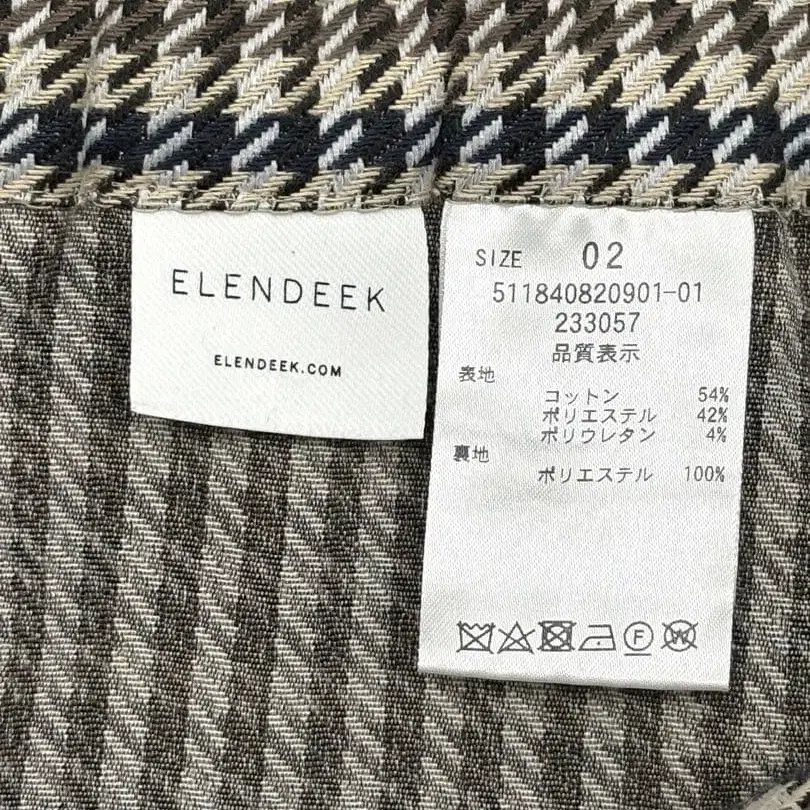 ELENDEEK
ELENDEEK.COM
SIZE 02
511840820901-01
233057
品質表示
表地
コットン 54%
ポリエステル 42%
ポリウレタン 4%
裏地
ポリエステル 100%
F W